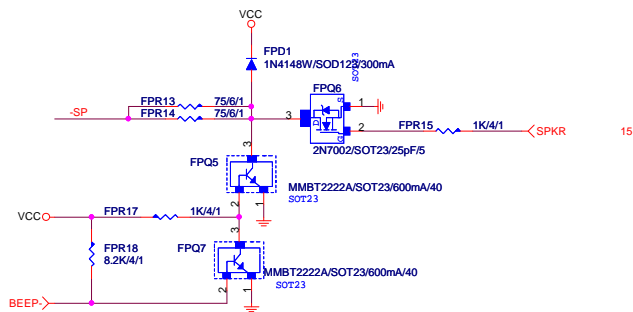 VCC
FPD1
1N4148W/SOD123/300mA
SOT23
FPQ6
-SP
FPR13 75/6/1
FPR14 75/6/1
3
1
S
D
G
2
FPR15 1K/4/1
SPKR 15
2N7002/SOT23/25pF/5
3
FPQ5
MMBT2222A/SOT23/600mA/40
SOT23
2
1
VCC
FPR17 1K/4/1
3
FPR18
8.2K/4/1
FPQ7
MMBT2222A/SOT23/600mA/40
SOT23
2
1
BEEP-